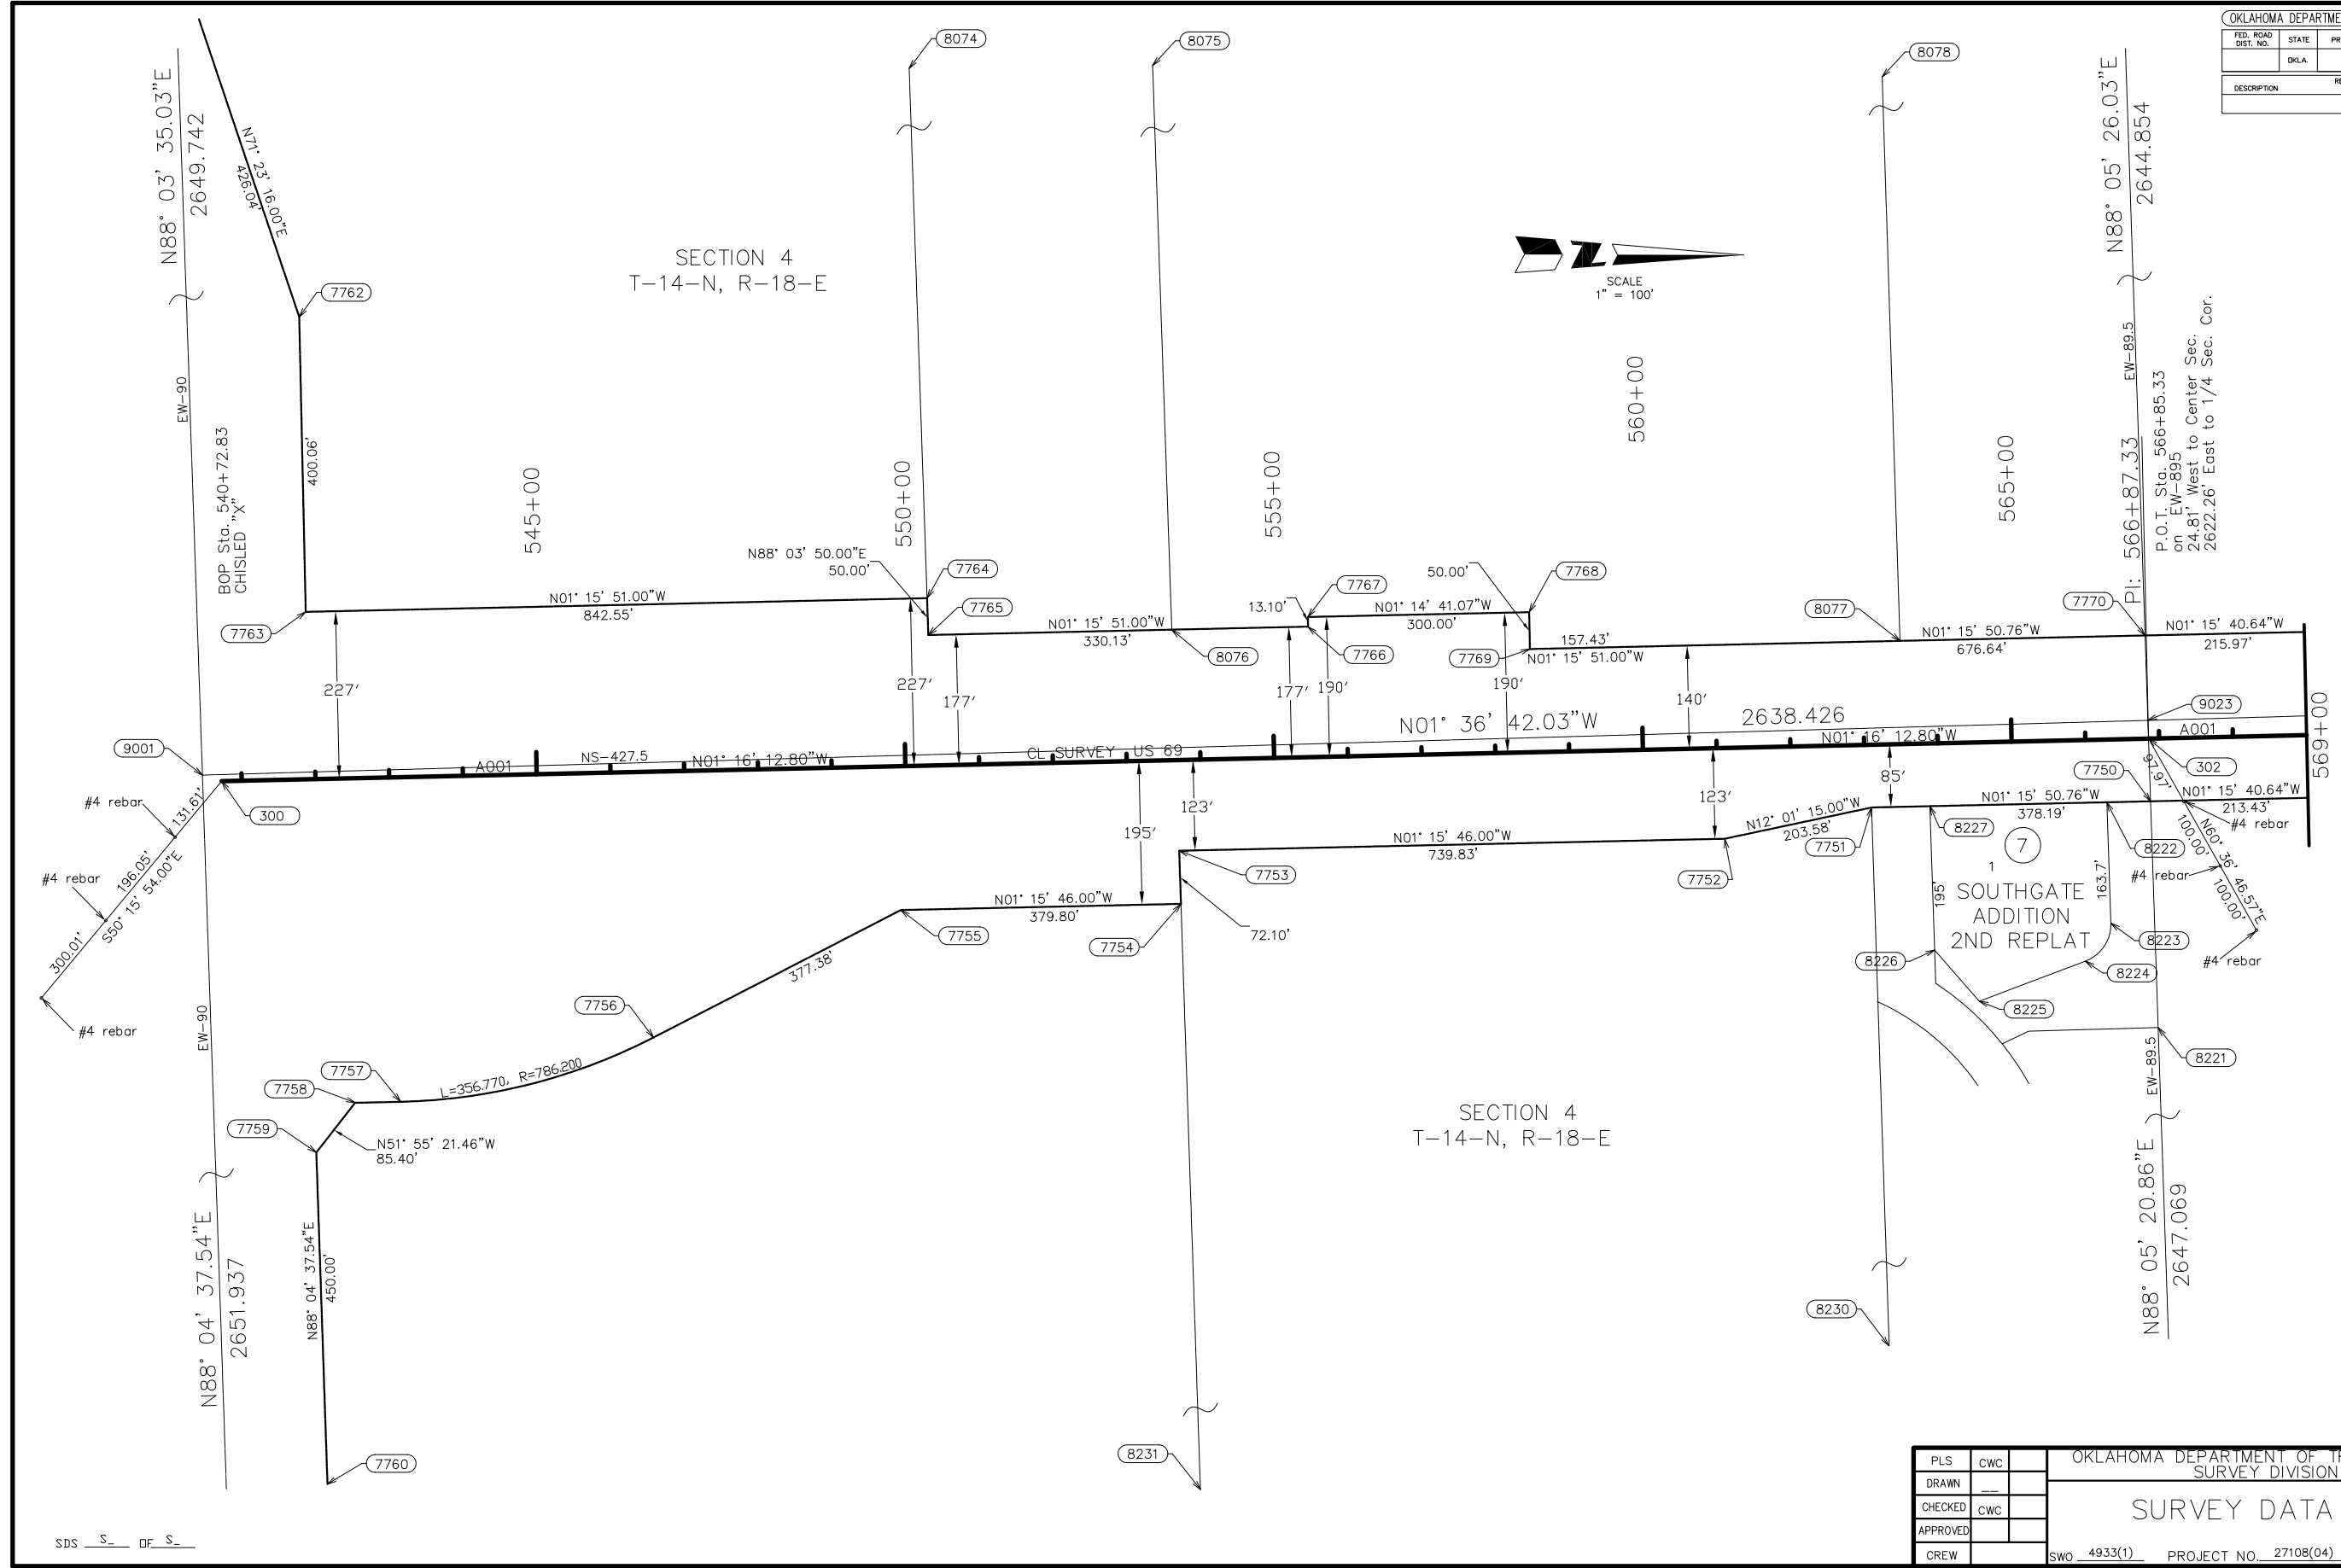 OKLAHOMA DEPARTME
FED. ROAD DIST. NO.
STATE
PR
OKLA.
RE
DESCRIPTION
8074
8075
8078
N88° 03' 35.03"E
2649.742
N71° 23' 16.00"E
426.04'
7762
SECTION 4
T-14-N, R-18-E
N
SCALE
1" = 100'
N88° 05' 26.03"E
2644.854
EW-90
EW-89.5
400.06'
BOP Sta. 540+72.83
CHISLED "X"
545+00
550+00
555+00
560+00
565+00
PI: 566+87.33
P.O.T. Sta. 566+85.33
on EW-895
24.81' West to Center Sec.
2622.26' East to 1/4 Sec. Cor.
N88° 03' 50.00"E
50.00'
7764
7765
7763
N01° 15' 51.00"W
842.55'
N01° 15' 51.00"W
330.13'
8076
13.10'
7767
7766
N01° 14' 41.07"W
300.00'
50.00'
7768
7769
157.43'
N01° 15' 51.00"W
8077
N01° 15' 50.76"W
676.64'
7770
N01° 15' 40.64"W
215.97'
227'
227'
177'
177'
190'
190'
140'
N01° 36' 42.03"W
2638.426
9023
569+00
9001
A001
NS-427.5
N01° 16' 12.80"W
CL SURVEY US 69
N01° 16' 12.80"W
A001
302
300
#4 rebar
131.61'
#4 rebar
196.05'
S50° 15' 54.00"E
300.01'
#4 rebar
195'
123'
123'
85'
7750
97.97'
N01° 15' 40.64"W
213.43'
#4 rebar
N60° 36' 46.57"E
100.00'
#4 rebar
100.00'
#4 rebar
N01° 15' 46.00"W
739.83'
N12° 01' 15.00"W
203.58'
7751
7752
7753
N01° 15' 50.76"W
378.19'
8227
8222
7
1
SOUTHGATE
ADDITION
2ND REPLAT
195'
163.7'
8223
8224
8225
8226
8221
N01° 15' 46.00"W
379.80'
7755
7754
72.10'
377.38'
7756
L=356.770, R=786.200
7757
7758
7759
N51° 55' 21.46"W
85.40'
EW-90
EW-89.5
N88° 04' 37.54"E
2651.937
N88° 04' 37.54"E
450.00'
7760
SECTION 4
T-14-N, R-18-E
8231
8230
N88° 05' 20.86"E
2647.069
SDS S_ OF S_
PLS CWC
DRAWN __
CHECKED CWC
APPROVED
CREW
OKLAHOMA DEPARTMENT OF T
SURVEY DIVISION
SURVEY DATA
SWO 4933(1) PROJECT NO. 27108(04)